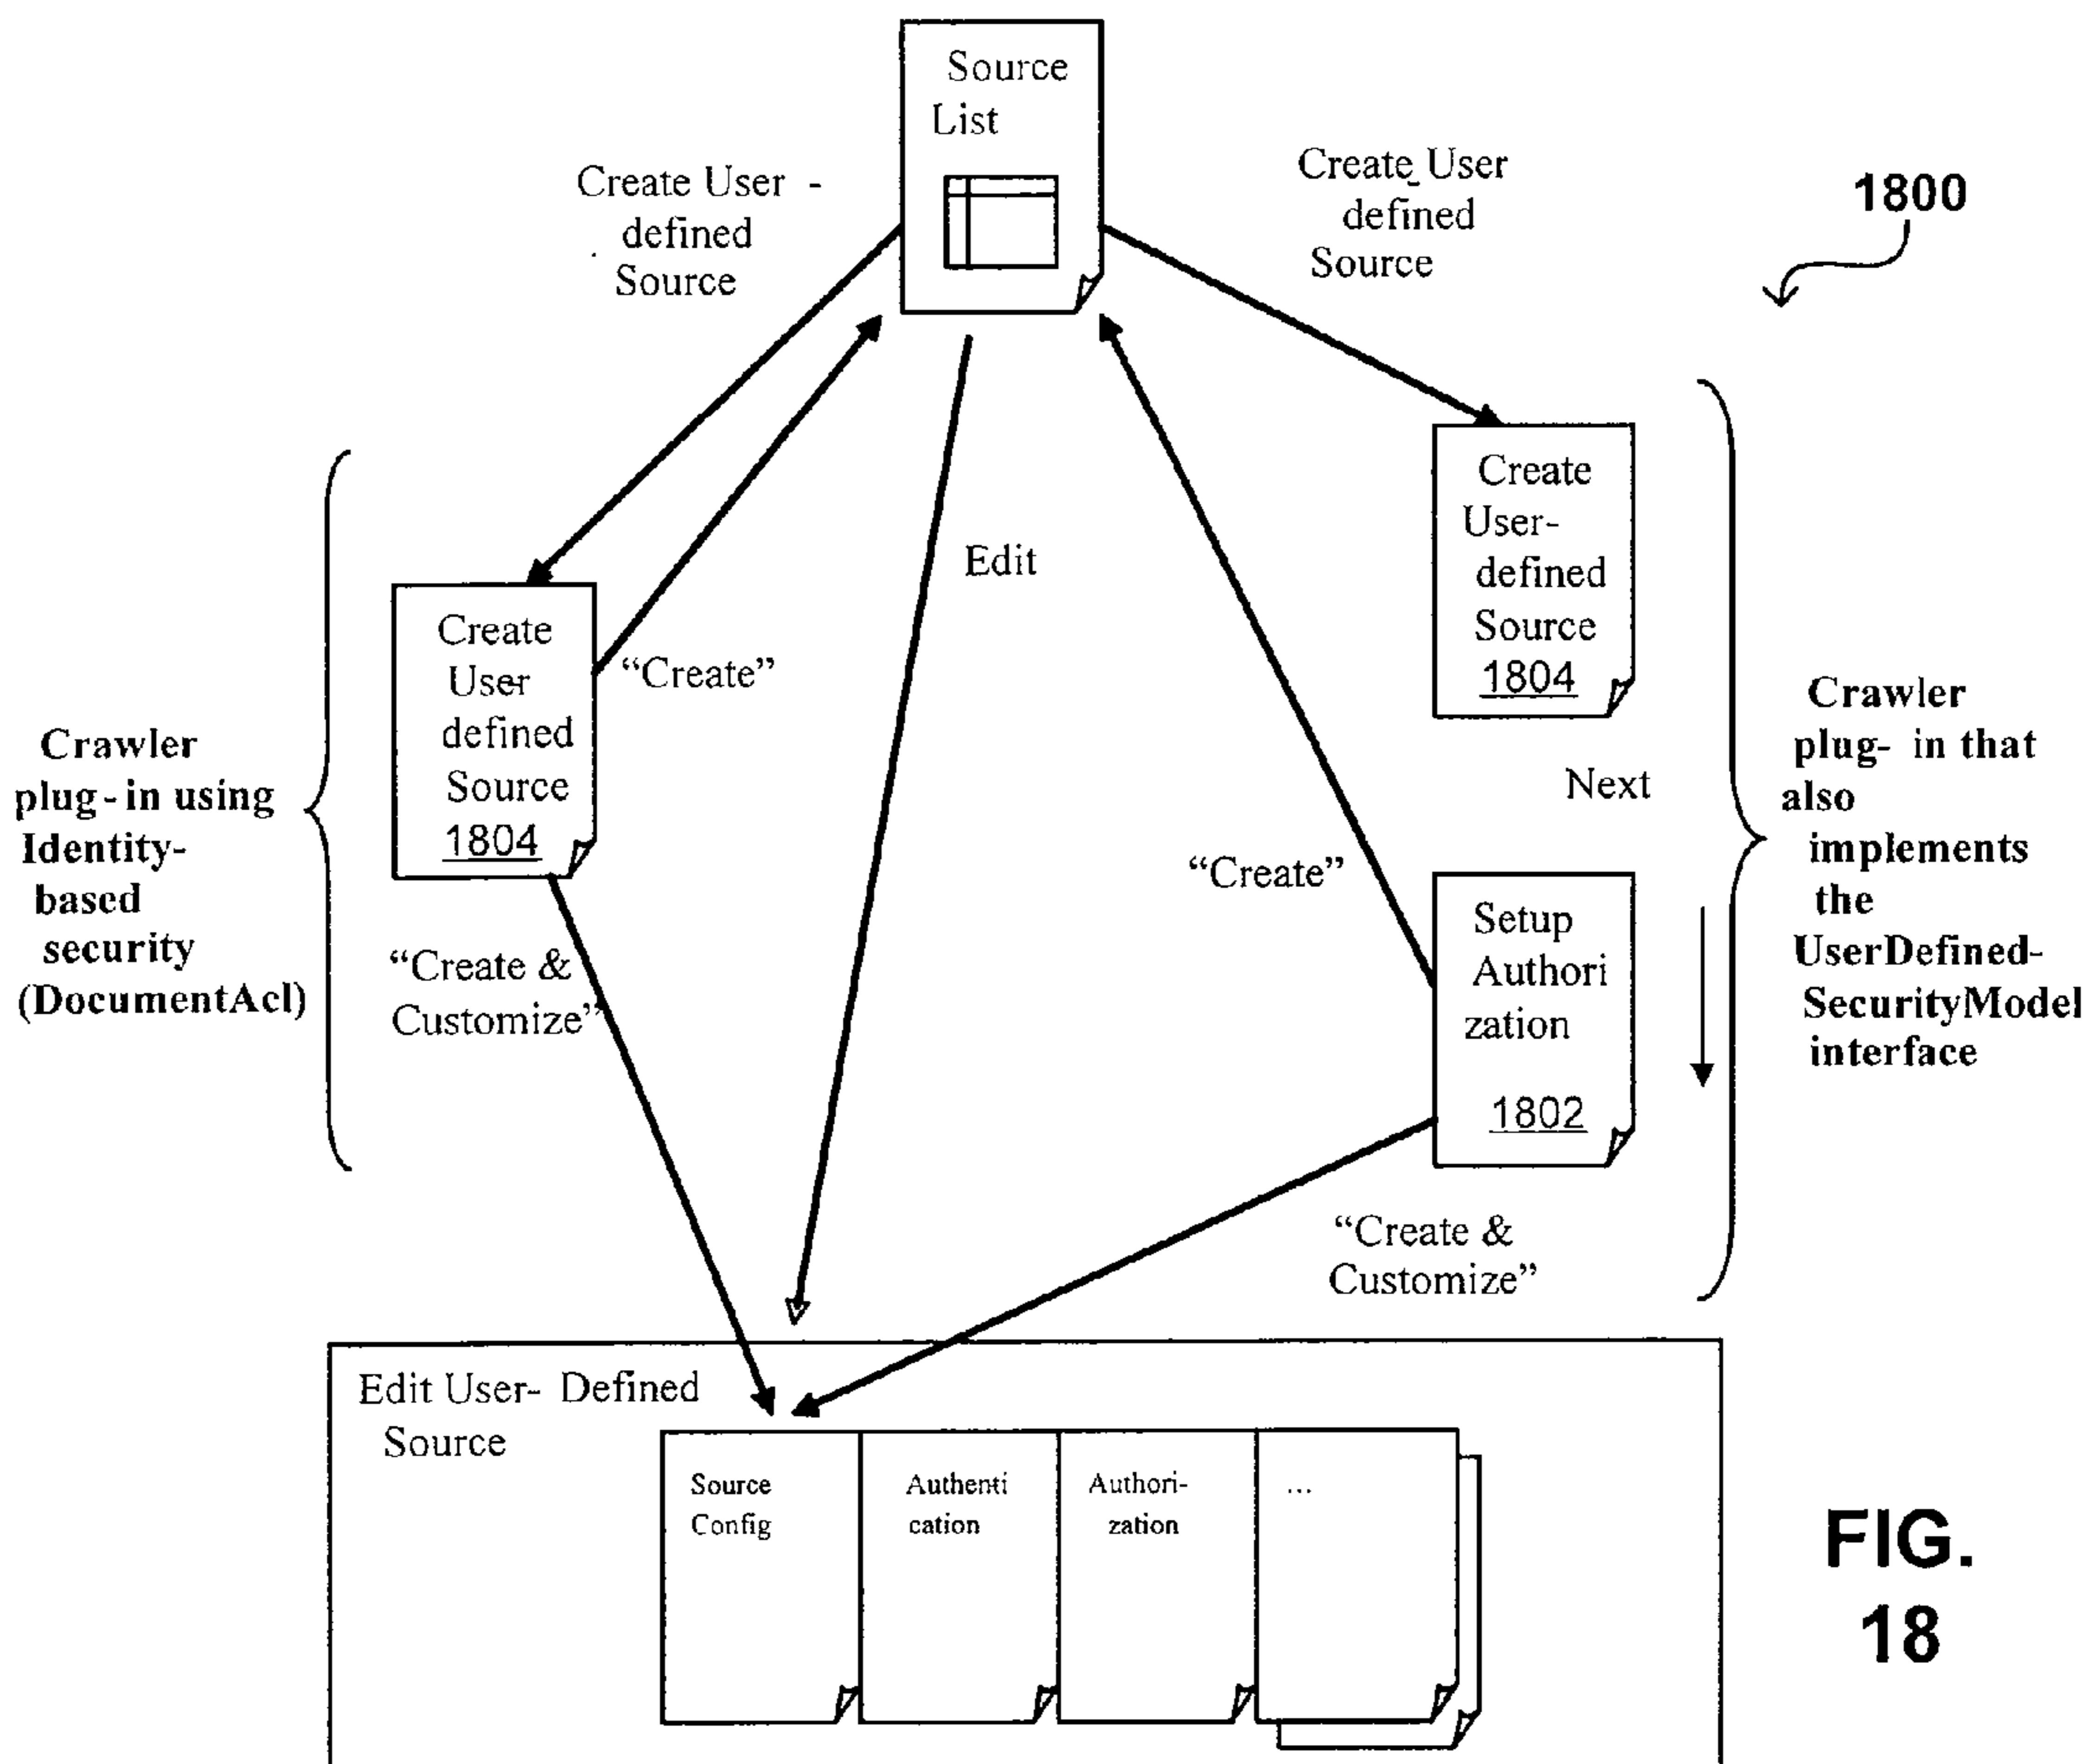 Source
List
Create User -
defined
Source
Create User
defined
Source
1800
Create
User-
defined
Source
1804
Edit
Create
User
defined
Source
1804
"Create"
Crawler
plug-in using
Identity-
based
security
(DocumentAcl)
Crawler
plug- in that
also
implements
the
UserDefined-
SecurityModel
interface
Next
"Create"
Setup
Authori
zation
1802
"Create &
Customize"
"Create &
Customize"
Edit User- Defined
Source
Source
Config
Authenti
cation
Authori-
zation
...
FIG.
18